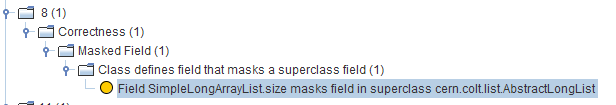 8 (1)
Correctness (1)
Masked Field (1)
Class defines field that masks a superclass field (1)
Field SimpleLongArrayList.size masks field in superclass cern.colt.list.AbstractLongList